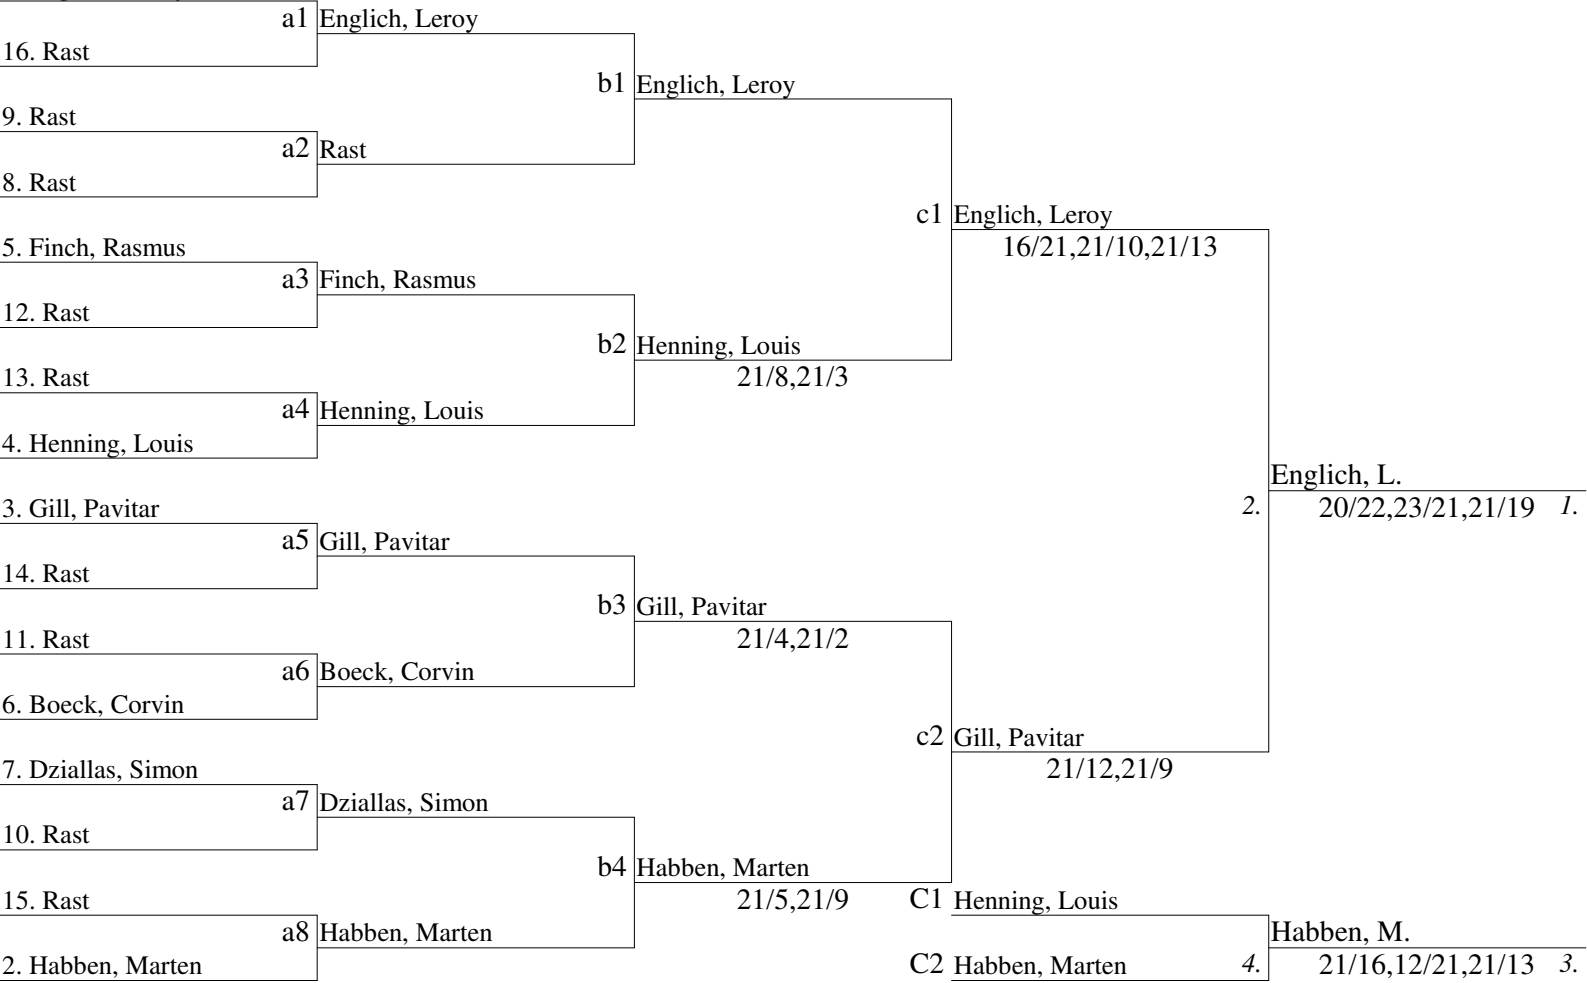 a1 Englich, Leroy
16. Rast
b1 Englich, Leroy
9. Rast
a2 Rast
8. Rast
c1 Englich, Leroy
16/21,21/10,21/13
5. Finch, Rasmus
a3 Finch, Rasmus
12. Rast
b2 Henning, Louis
21/8,21/3
13. Rast
a4 Henning, Louis
4. Henning, Louis
Englich, L.
2. 20/22,23/21,21/19 1.
3. Gill, Pavitar
a5 Gill, Pavitar
14. Rast
b3 Gill, Pavitar
21/4,21/2
11. Rast
a6 Boeck, Corvin
6. Boeck, Corvin
c2 Gill, Pavitar
21/12,21/9
7. Dziallas, Simon
a7 Dziallas, Simon
10. Rast
b4 Habben, Marten
21/5,21/9
15. Rast
C1 Henning, Louis
a8 Habben, Marten
Habben, M.
2. Habben, Marten
C2 Habben, Marten 4. 21/16,12/21,21/13 3.